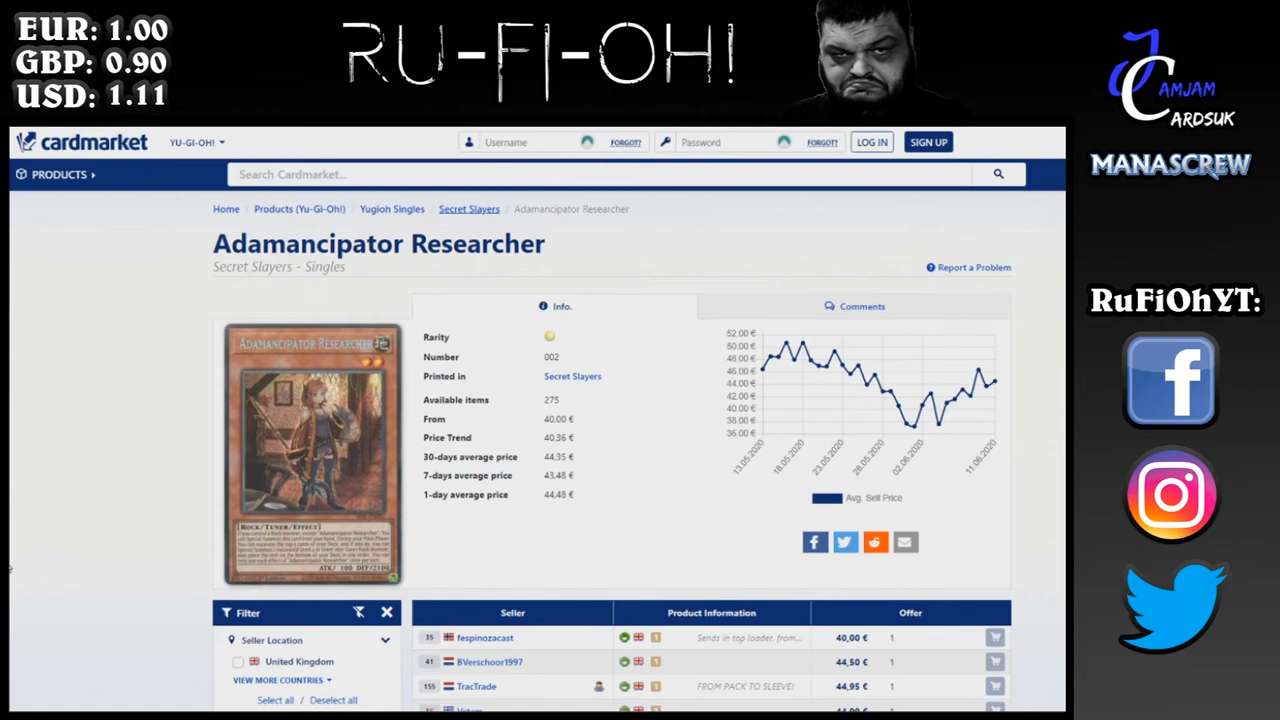 EUR: 1.00
GBP: 0.90
USD: 1.11
RU-FI-OH!
JAMJAM
CARDSUK
MANASCREW
RuFiOhYT:
cardmarket
YU-GI-OH!
Username
FORGOT?
Password
FORGOT?
LOG IN
SIGN UP
PRODUCTS
Search Cardmarket...
Home / Products (Yu-Gi-Oh!) / Yugioh Singles / Secret Slayers / Adamancipator Researcher
Adamancipator Researcher
Secret Slayers - Singles
Report a Problem
Info.
Comments
ADAMANCIPATOR RESEARCHER
[ROCK/TUNER/EFFECT]
ATK/ 100 DEF/2100
Rarity
Number 002
Printed in Secret Slayers
Available items 275
From 40.00 €
Price Trend 40.36 €
30-days average price 44.35 €
7-days average price 43.48 €
1-day average price 44.48 €
52.00 €
50.00 €
48.00 €
46.00 €
44.00 €
42.00 €
40.00 €
38.00 €
36.00 €
13.05.2020
18.05.2020
23.05.2020
28.05.2020
02.06.2020
11.06.2020
Avg. Sell Price
Filter
Seller Location
United Kingdom
VIEW MORE COUNTRIES
Select all / Deselect all
Seller Product Information Offer
35 fespinozacast 1 Sends in top loader, from... 40,00 € 1
41 BVerschoor1997 1 44,50 € 1
155 TracTrade 1 FROM PACK TO SLEEVE! 44,95 € 1